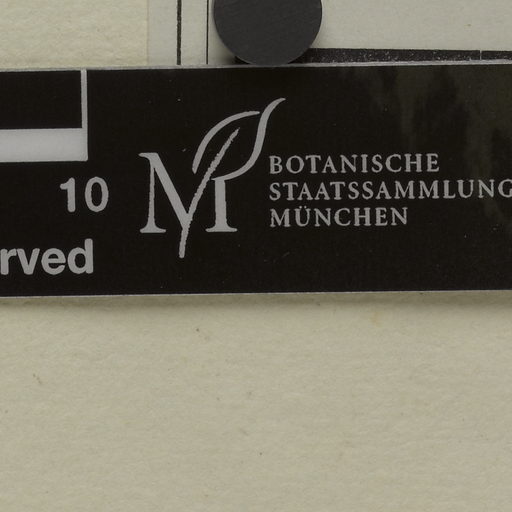 10
rved
BOTANISCHE
STAATSSAMMLUNG
MÜNCHEN